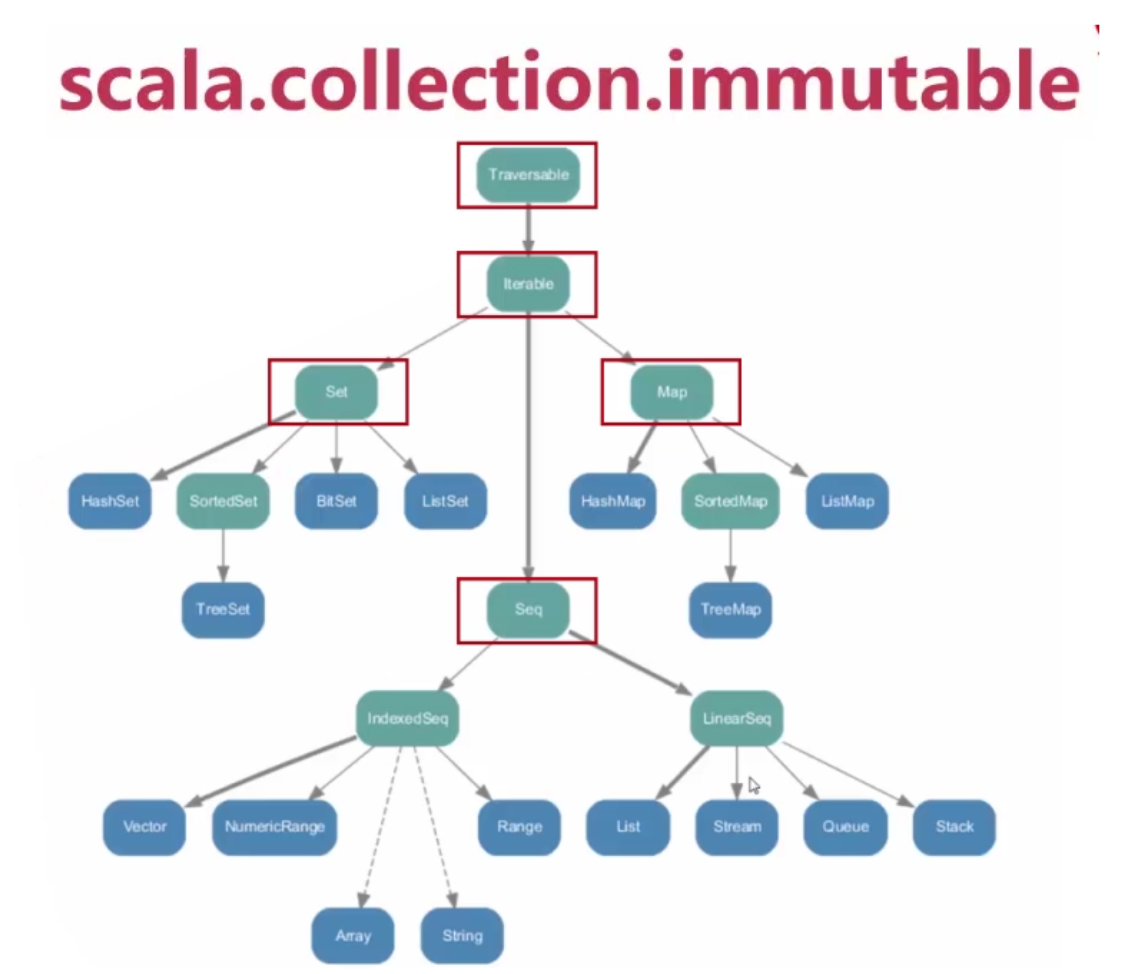 scala.collection.immutable
Traversable
Iterable
Set
Map
HashSet
SortedSet
BitSet
ListSet
HashMap
SortedMap
ListMap
TreeSet
Seq
TreeMap
IndexedSeq
LinearSeq
Vector
NumericRange
Range
List
Stream
Queue
Stack
Array
String